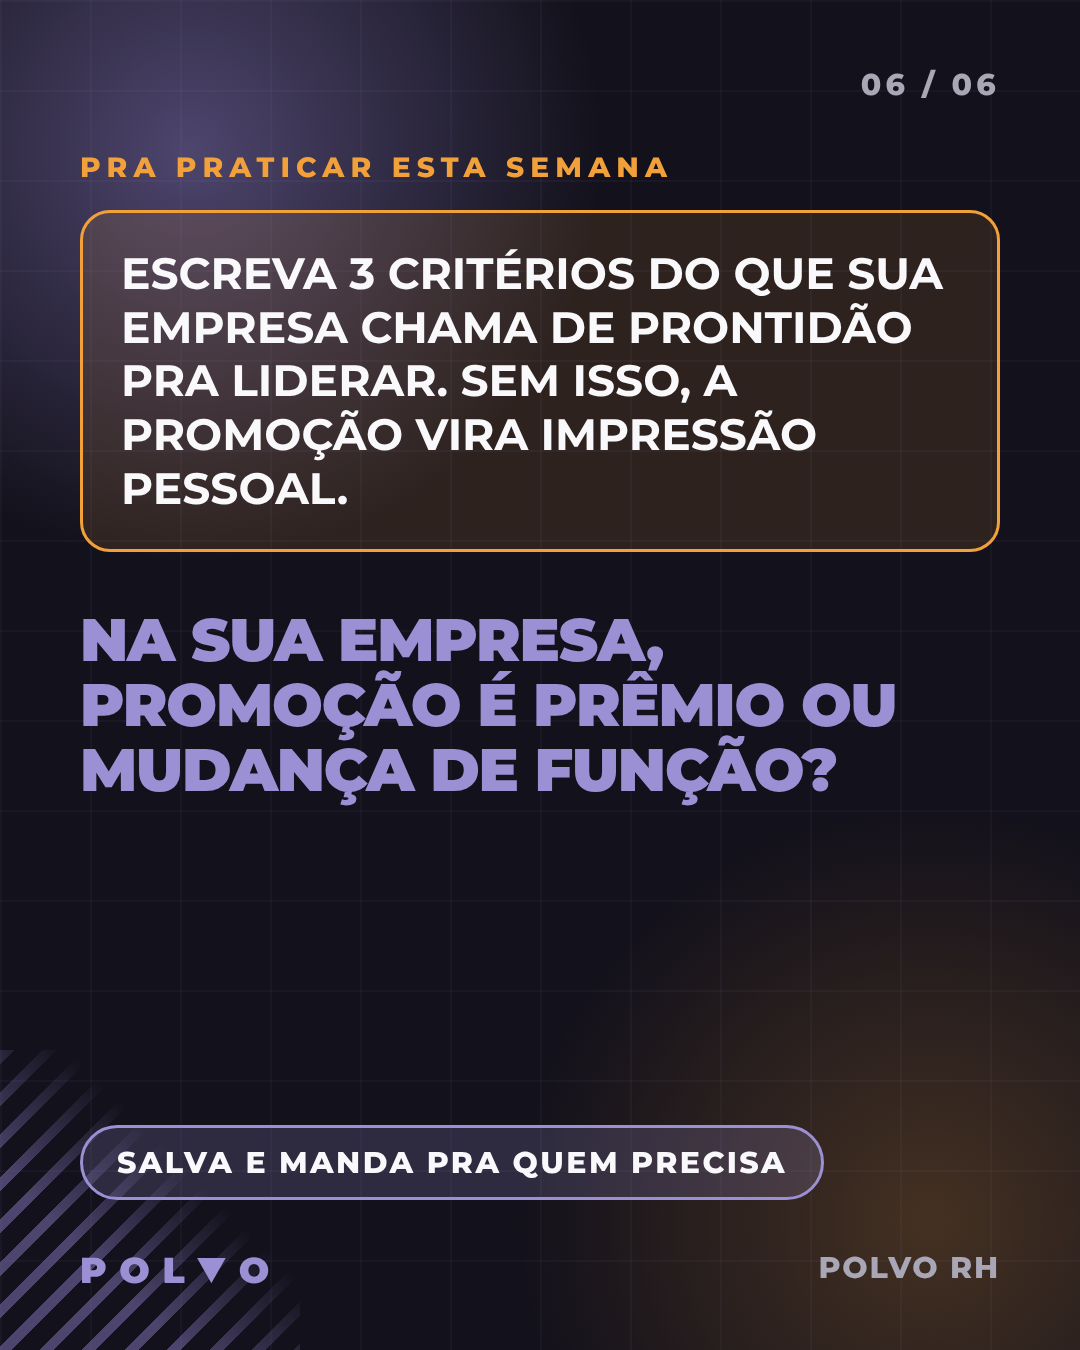 06 / 06
PRA PRATICAR ESTA SEMANA
ESCREVA 3 CRITÉRIOS DO QUE SUA
EMPRESA CHAMA DE PRONTIDÃO
PRA LIDERAR. SEM ISSO, A
PROMOÇÃO VIRA IMPRESSÃO
PESSOAL.
NA SUA EMPRESA,
PROMOÇÃO É PRÊMIO OU
MUDANÇA DE FUNÇÃO?
SALVA E MANDA PRA QUEM PRECISA
POLVO
POLVO RH